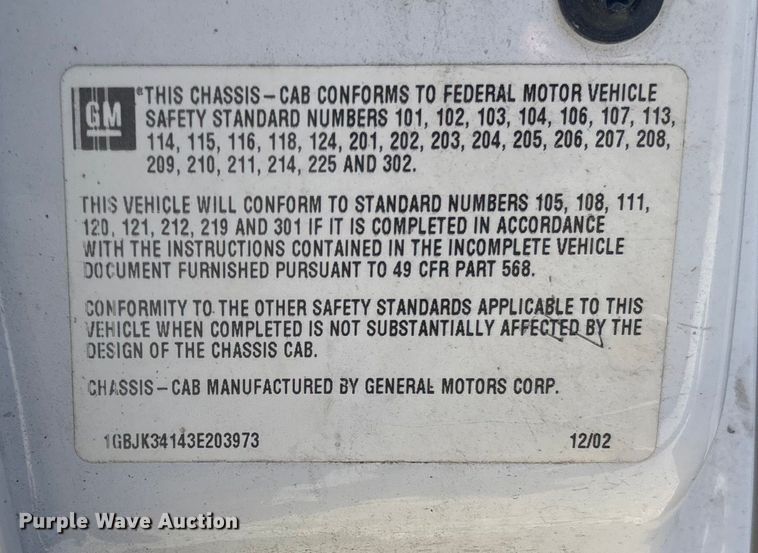 GM
*THIS CHASSIS-CAB CONFORMS TO FEDERAL MOTOR VEHICLE
SAFETY STANDARD NUMBERS 101, 102, 103, 104, 106, 107, 113,
114, 115, 116, 118, 124, 201, 202, 203, 204, 205, 206, 207, 208,
209, 210, 211, 214, 225 AND 302.
THIS VEHICLE WILL CONFORM TO STANDARD NUMBERS 105, 108, 111,
120, 121, 212, 219 AND 301 IF IT IS COMPLETED IN ACCORDANCE
WITH THE INSTRUCTIONS CONTAINED IN THE INCOMPLETE VEHICLE
DOCUMENT FURNISHED PURSUANT TO 49 CFR PART 568.
CONFORMITY TO THE OTHER SAFETY STANDARDS APPLICABLE TO THIS
VEHICLE WHEN COMPLETED IS NOT SUBSTANTIALLY AFFECTED BY THE
DESIGN OF THE CHASSIS CAB.
CHASSIS-CAB MANUFACTURED BY GENERAL MOTORS CORP.
1GBJK34143E203973 12/02
Purple Wave Auction